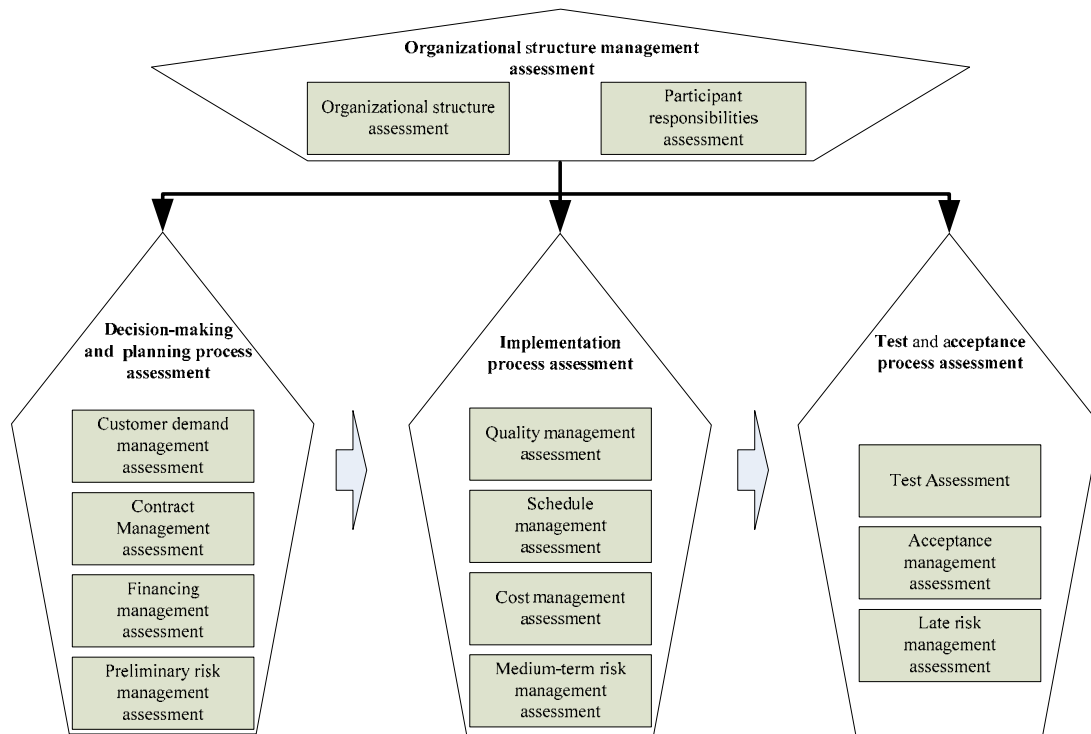 Organizational structure management
assessment
Organizational structure
assessment
Participant
responsibilities
assessment
Decision-making
and planning process
assessment
Customer demand
management
assessment
Contract
Management
assessment
Financing
management
assessment
Preliminary risk
management
assessment
Implementation
process assessment
Quality management
assessment
Schedule
management
assessment
Cost management
assessment
Medium-term risk
management
assessment
Test and acceptance
process assessment
Test Assessment
Acceptance
management
assessment
Late risk
management
assessment